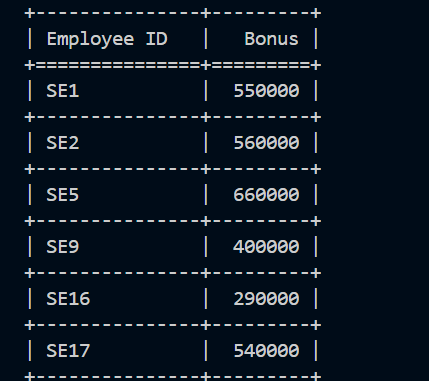 +---------------+---------+
| Employee ID   |   Bonus |
+===============+=========+
| SE1           |  550000 |
+---------------+---------+
| SE2           |  560000 |
+---------------+---------+
| SE5           |  660000 |
+---------------+---------+
| SE9           |  400000 |
+---------------+---------+
| SE16          |  290000 |
+---------------+---------+
| SE17          |  540000 |
+---------------+---------+